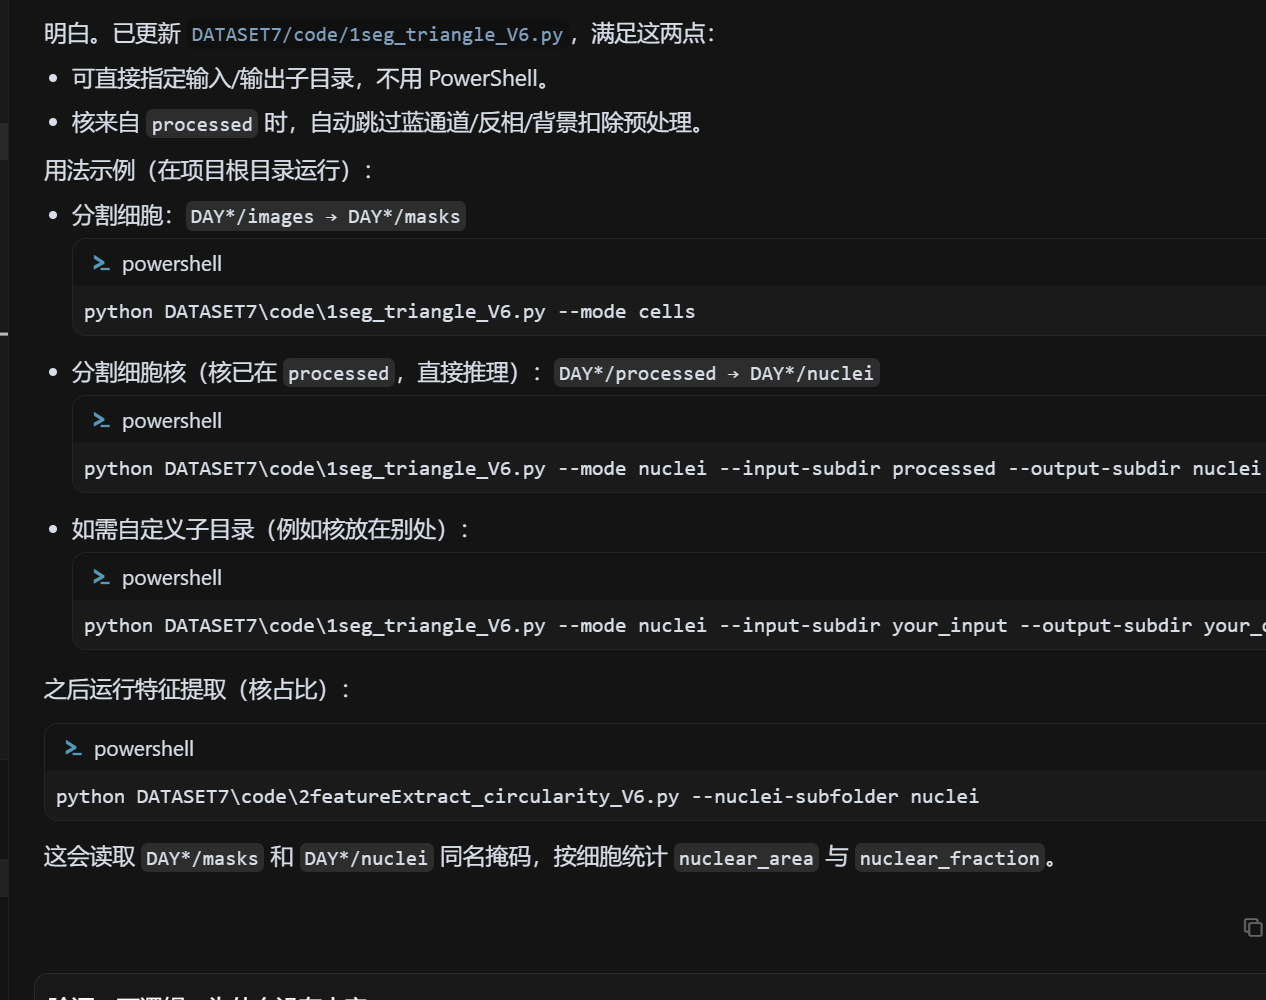 明白。已更新 DATASET7/code/1seg_triangle_V6.py，满足这两点：
• 可直接指定输入/输出子目录，不用 PowerShell。
• 核来自 processed 时，自动跳过蓝通道/反相/背景扣除预处理。
用法示例（在项目根目录运行）：
• 分割细胞：DAY*/images → DAY*/masks
powershell
python DATASET7\code\1seg_triangle_V6.py --mode cells
• 分割细胞核（核已在 processed，直接推理）：DAY*/processed → DAY*/nuclei
powershell
python DATASET7\code\1seg_triangle_V6.py --mode nuclei --input-subdir processed --output-subdir nuclei
• 如需自定义子目录（例如核放在别处）：
powershell
python DATASET7\code\1seg_triangle_V6.py --mode nuclei --input-subdir your_input --output-subdir
之后运行特征提取（核占比）：
powershell
python DATASET7\code\2featureExtract_circularity_V6.py --nuclei-subfolder nuclei
这会读取 DAY*/masks 和 DAY*/nuclei 同名掩码，按细胞统计 nuclear_area 与 nuclear_fraction。